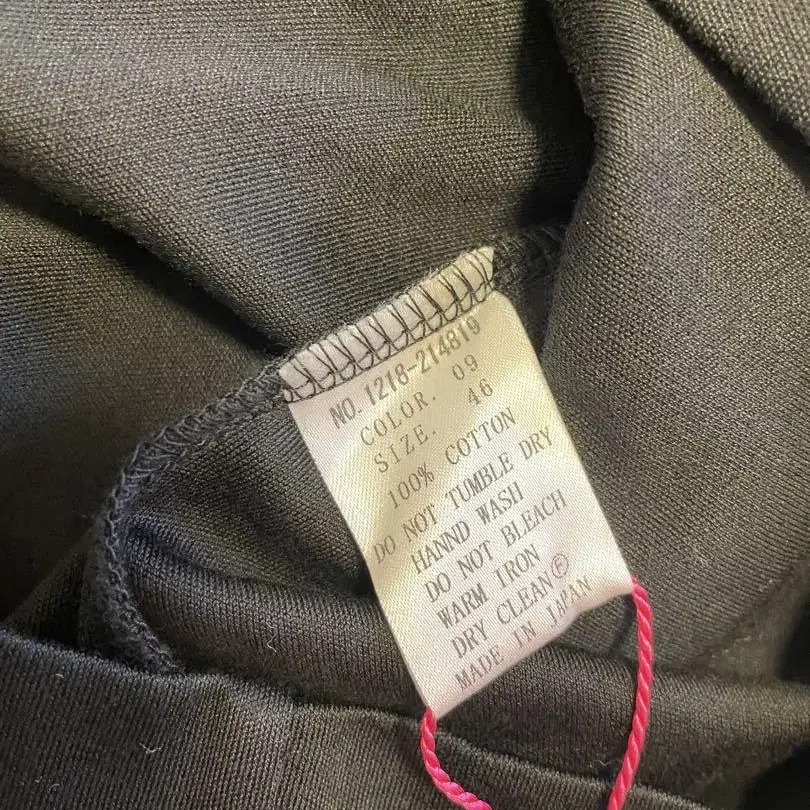 NO. 1218-214819
COLOR. 09
SIZE. 46
100% COTTON
DO NOT TUMBLE DRY
HANND WASH
DO NOT BLEACH
WARM IRON
DRY CLEANⒻ
MADE IN JAPAN